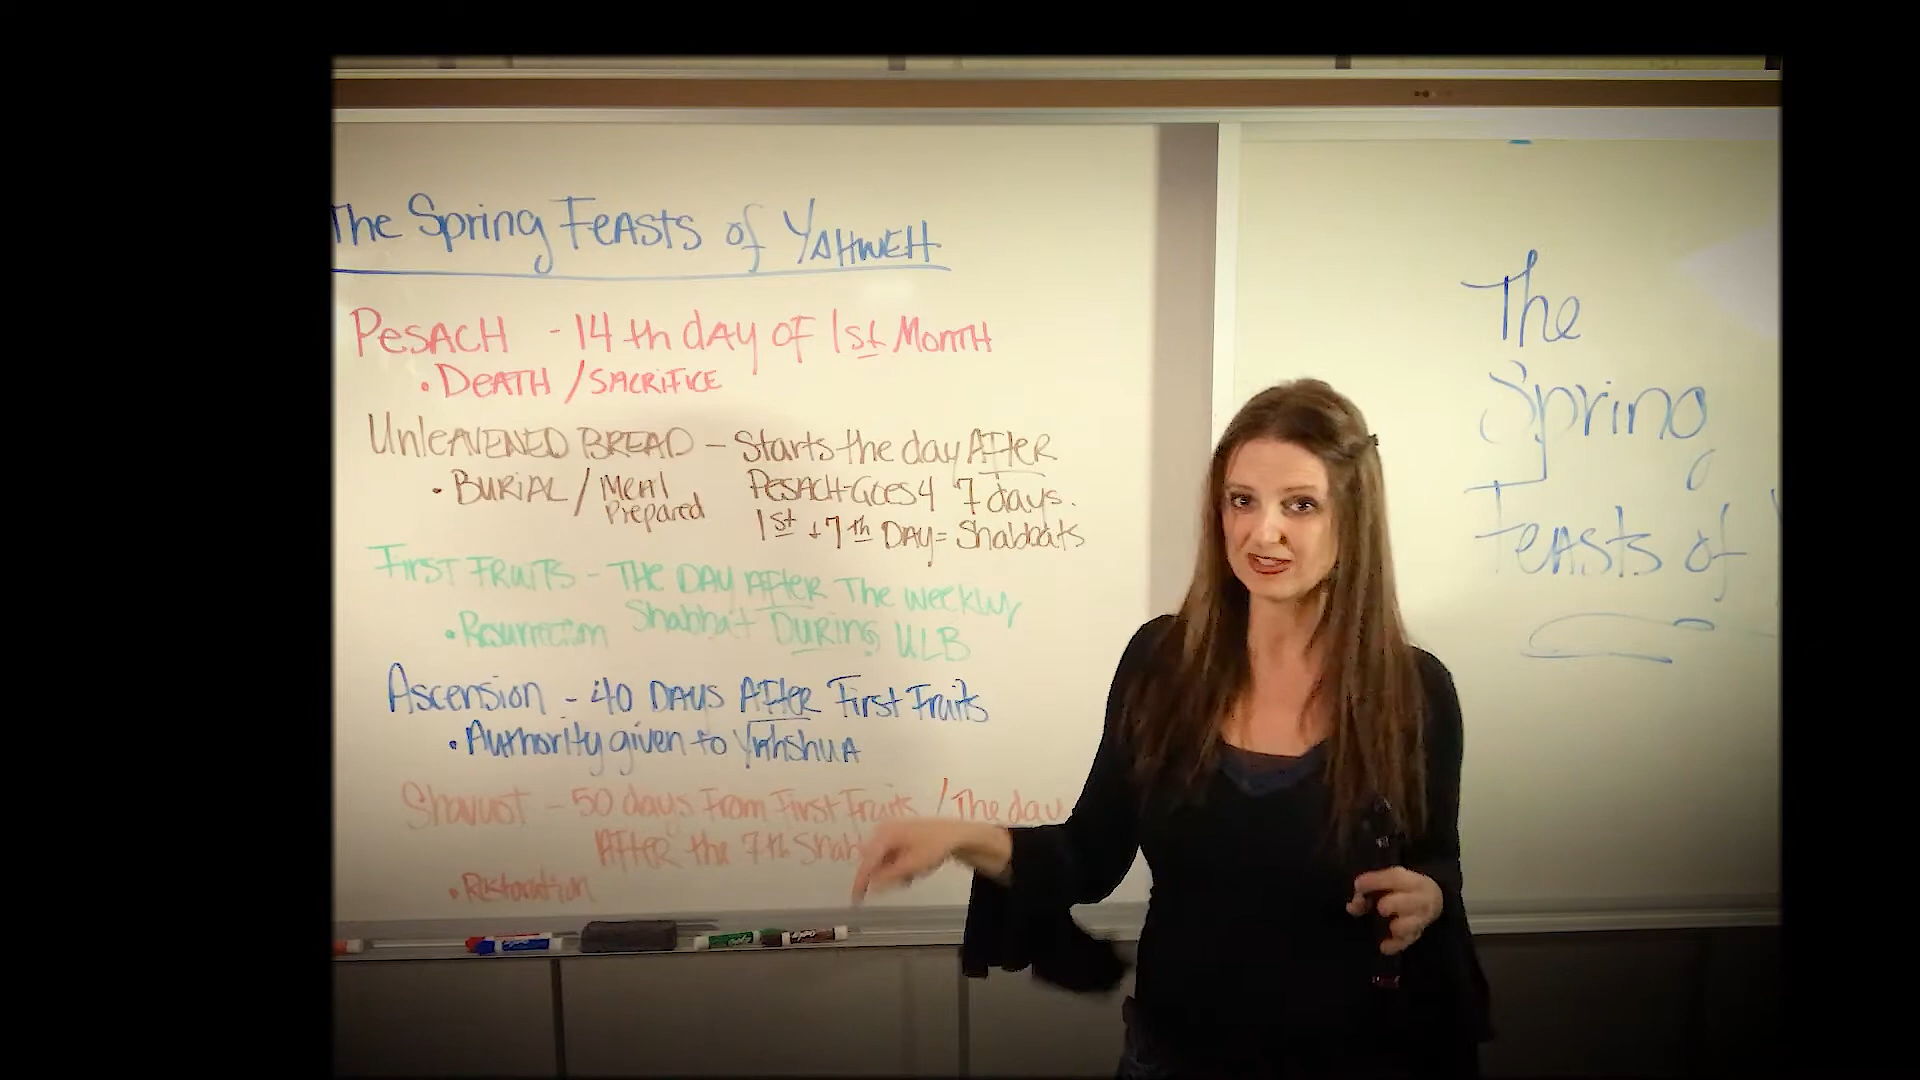 The Spring Feasts of YAHWEH
PESACH - 14th DAY OF 1st MONTH
• DEATH / SACRIFICE
UNLEAVENED BREAD - Starts the day AFTER
• BURIAL / Meal Prepared
PESACH-Goes 4 7 days.
1st + 7th DAY = Shabbats
FIRST FRUITS - THE DAY AFTER The weekly
Shabbat DURING ULB
• Resurrection
Ascension - 40 DAYS AFTER First Fruits
• Authority given to YAHSHUA
Shavuot - 50 days From First Fruits / The day
AFTER the 7th Shabb
• Restoration
The
Spring
Feasts of